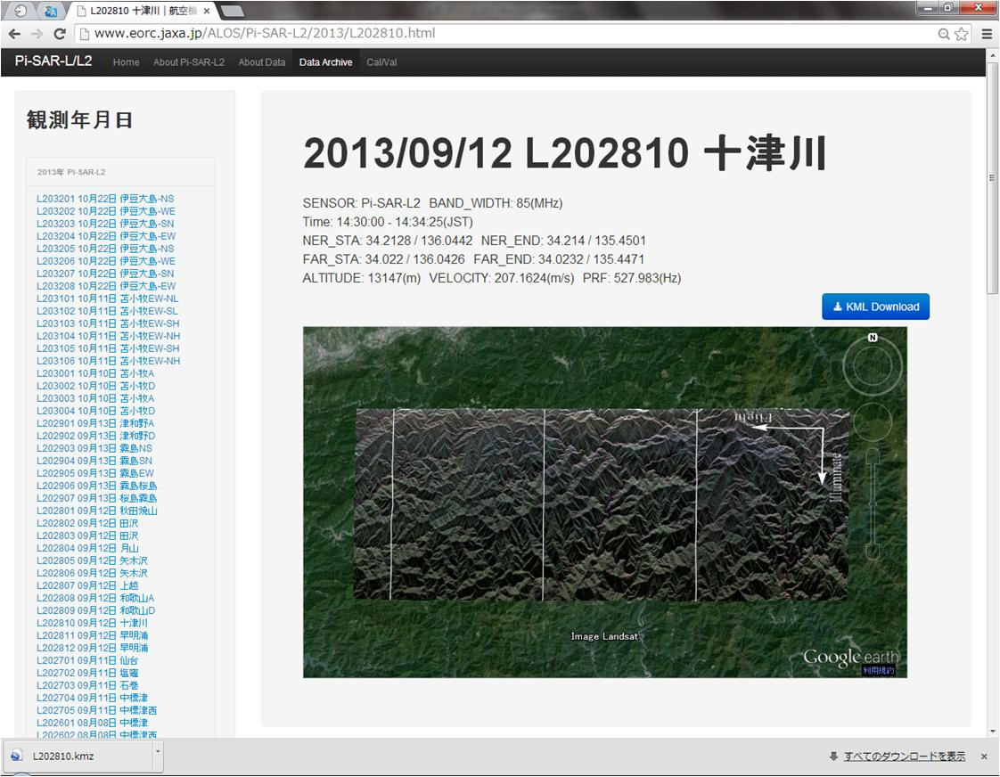 L202810 十津川 | 航空機
www.eorc.jaxa.jp/ALOS/Pi-SAR-L2/2013/L202810.html
Pi-SAR-L/L2 Home About Pi-SAR-L2 About Data Data Archive Cal/Val
観測年月日
2013年 PI-SAR-L2
L203201 10月22日 伊豆大島-NS
L203202 10月22日 伊豆大島-WE
L203203 10月22日 伊豆大島-SN
L203204 10月22日 伊豆大島-EW
L203205 10月22日 伊豆大島-NS
L203206 10月22日 伊豆大島-WE
L203207 10月22日 伊豆大島-SN
L203208 10月22日 伊豆大島-EW
L203101 10月11日 苫小牧EW-NL
L203102 10月11日 苫小牧EW-SL
L203103 10月11日 苫小牧EW-SH
L203104 10月11日 苫小牧EW-NH
L203105 10月11日 苫小牧EW-SH
L203106 10月11日 苫小牧EW-NH
L203001 10月10日 苫小牧A
L203002 10月10日 苫小牧D
L203003 10月10日 苫小牧A
L203004 10月10日 苫小牧D
L202901 09月13日 津和野A
L202902 09月13日 津和野D
L202903 09月13日 霧島NS
L202904 09月13日 霧島SN
L202905 09月13日 霧島EW
L202906 09月13日 霧島桜島
L202907 09月13日 桜島霧島
L202801 09月12日 秋田焼山
L202802 09月12日 田沢
L202803 09月12日 田沢
L202804 09月12日 月山
L202805 09月12日 矢木沢
L202806 09月12日 矢木沢
L202807 09月12日 上越
L202808 09月12日 和歌山A
L202809 09月12日 和歌山D
L202810 09月12日 十津川
L202811 09月12日 早明浦
L202812 09月12日 早明浦
L202701 09月11日 仙台
L202702 09月11日 塩竈
L202703 09月11日 石巻
L202704 09月11日 中標津
L202705 09月11日 中標津西
L202601 08月08日 中標津
L202602 08月08日 中標津西
2013/09/12 L202810 十津川
SENSOR: Pi-SAR-L2 BAND_WIDTH: 85(MHz)
Time: 14:30:00 - 14:34:25(JST)
NER_STA: 34.2128 / 136.0442 NER_END: 34.214 / 135.4501
FAR_STA: 34.022 / 136.0426 FAR_END: 34.0232 / 135.4471
ALTITUDE: 13147(m) VELOCITY: 207.1624(m/s) PRF: 527.983(Hz)
KML Download
N
Flight
Illuminate
Image Landsat
Google earth
利用規約
L202810.kmz
すべてのダウンロードを表示